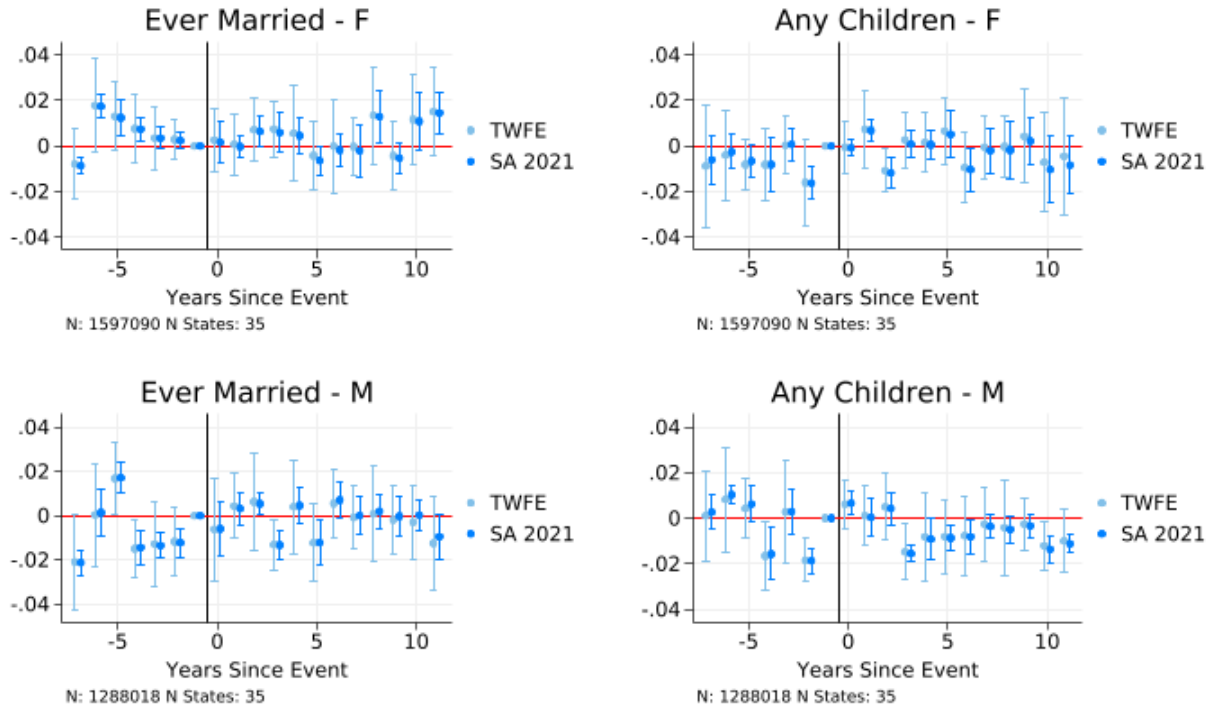 Ever Married - F
.04
.02
0
-.02
-.04
-5 0 5 10
Years Since Event
N: 1597090 N States: 35
TWFE
SA 2021
Any Children - F
.04
.02
0
-.02
-.04
-5 0 5 10
Years Since Event
N: 1597090 N States: 35
TWFE
SA 2021
Ever Married - M
.04
.02
0
-.02
-.04
-5 0 5 10
Years Since Event
N: 1288018 N States: 35
TWFE
SA 2021
Any Children - M
.04
.02
0
-.02
-.04
-5 0 5 10
Years Since Event
N: 1288018 N States: 35
TWFE
SA 2021